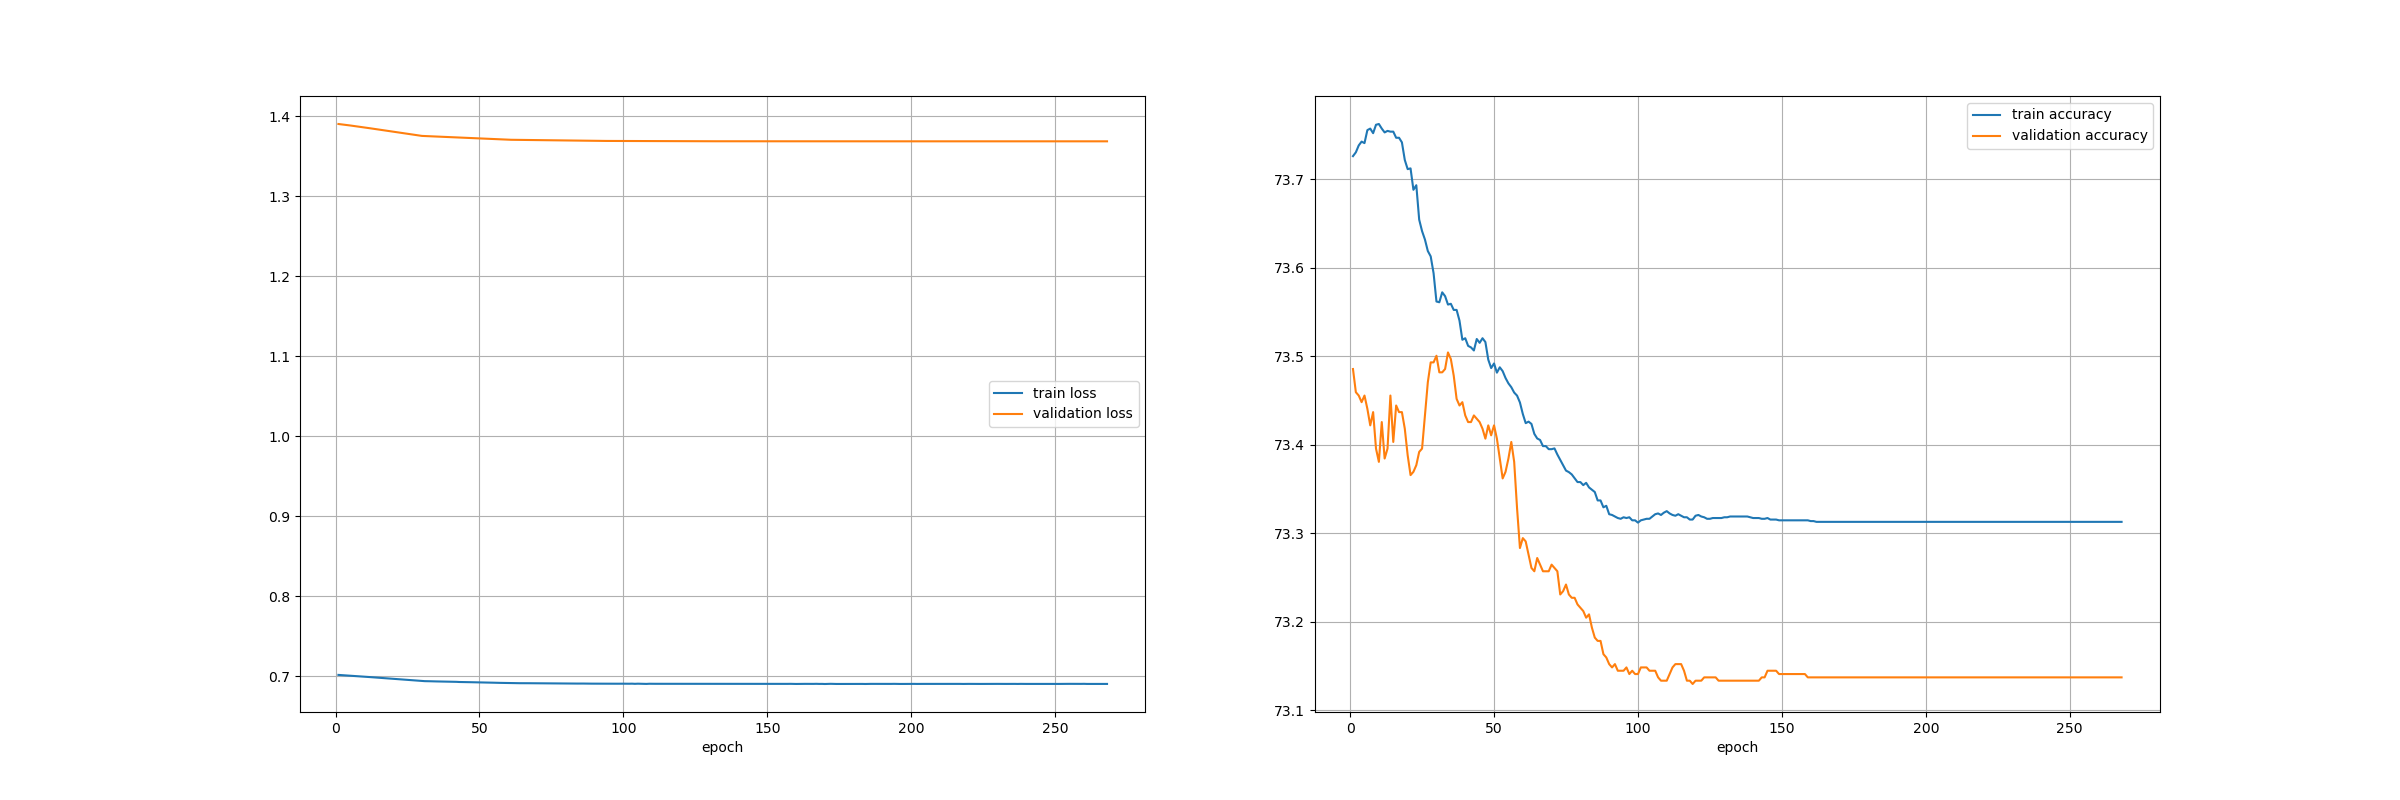 1.4
1.3
1.2
1.1
1.0
0.9
0.8
0.7
0 50 100 150 200 250
epoch
train loss
validation loss
73.7
73.6
73.5
73.4
73.3
73.2
73.1
0 50 100 150 200 250
epoch
train accuracy
validation accuracy